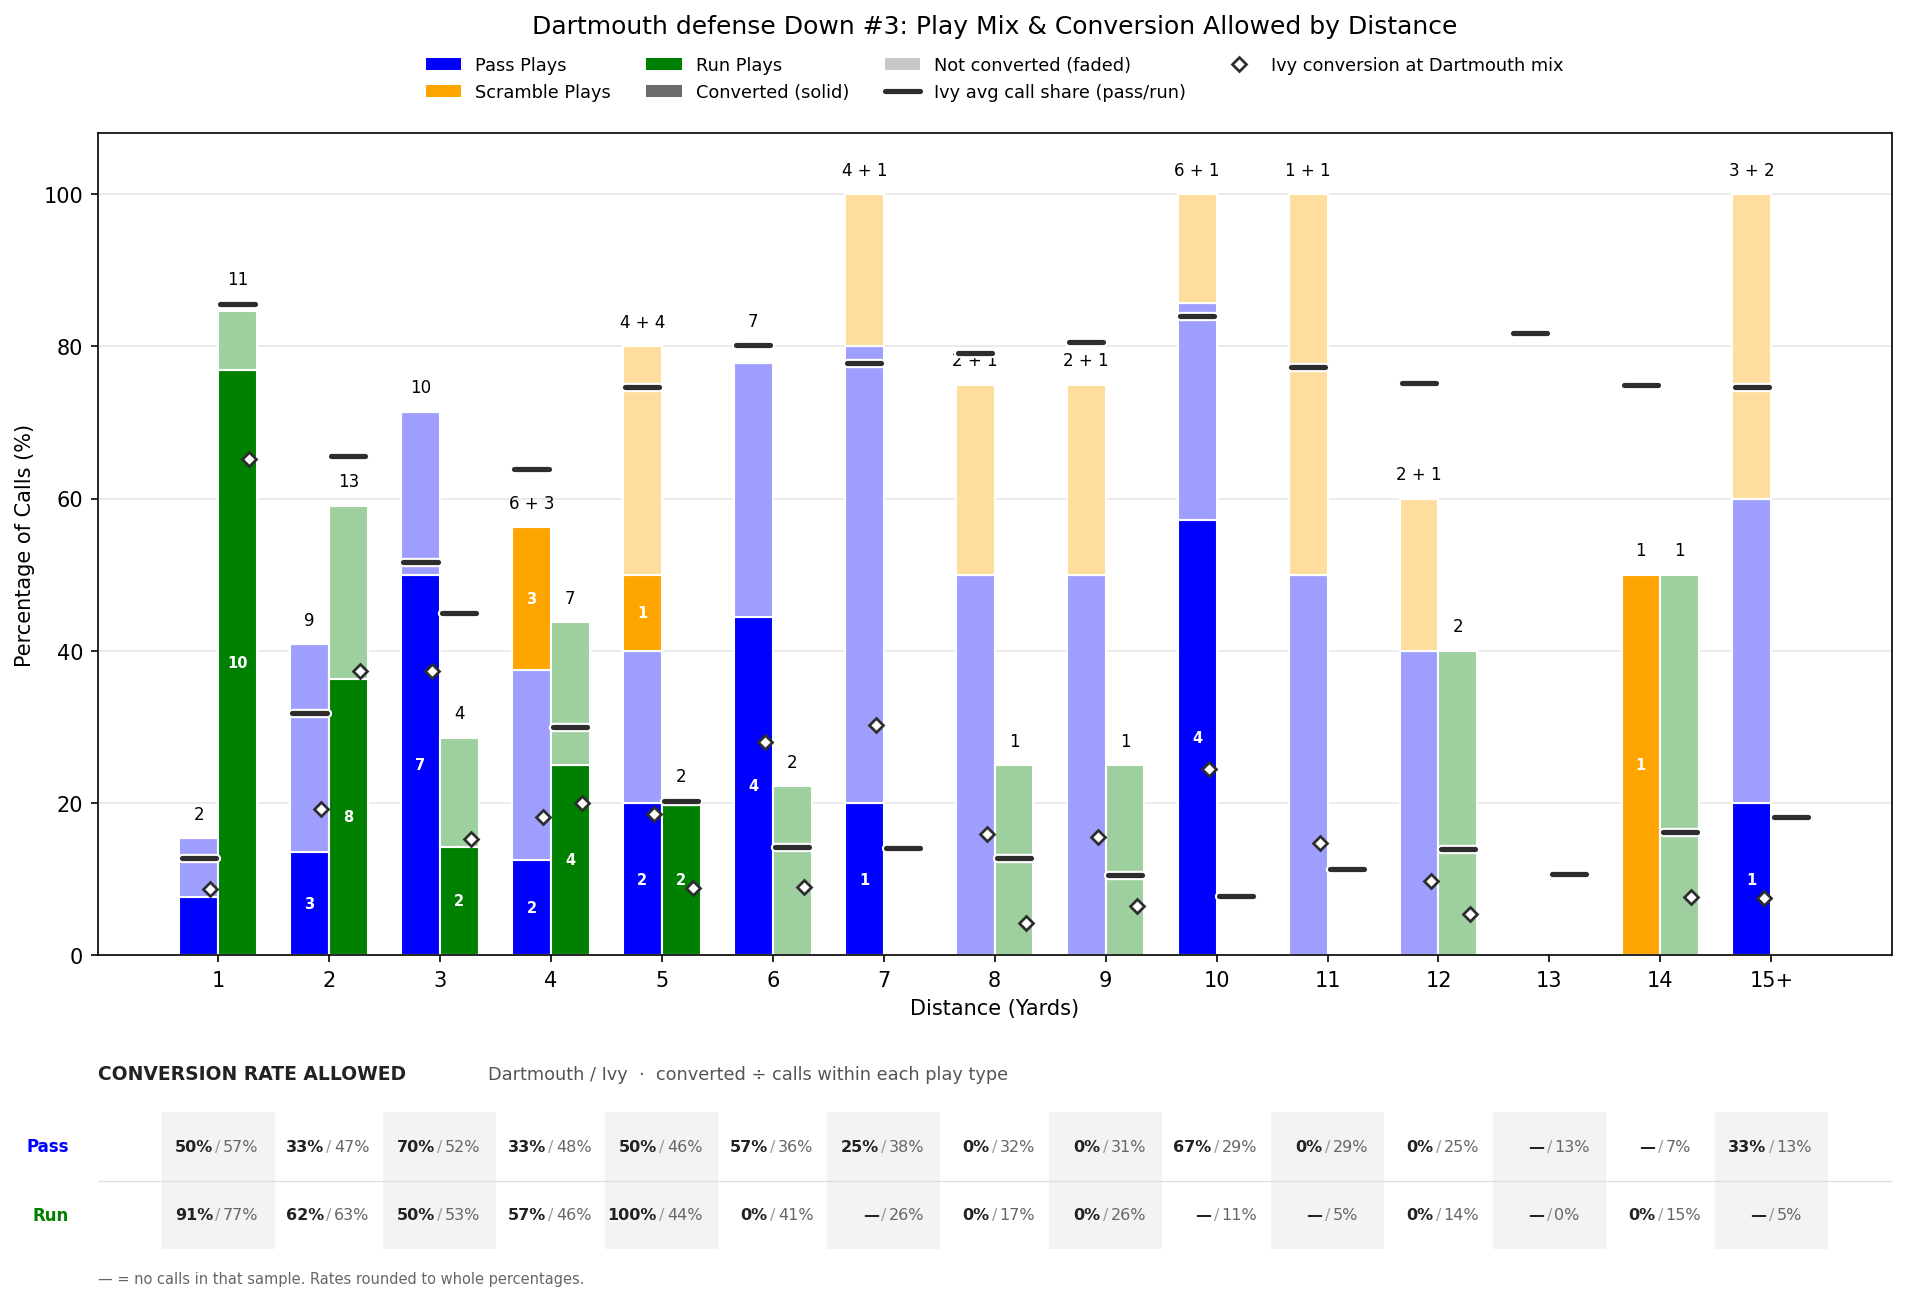 Dartmouth defense Down #3: Play Mix & Conversion Allowed by Distance
Pass Plays
Run Plays
Not converted (faded)
Ivy conversion at Dartmouth mix
Scramble Plays
Converted (solid)
Ivy avg call share (pass/run)
4 + 1
6 + 1
1 + 1
3 + 2
100
11
4 + 4
7
80
2 + 1
2 + 1
10
13
6 + 3
2 + 1
60
1
1
9
3
7
1
2
40
10
4
4
1
1
7
4
1
2
2
1
2
20
8
4
2
2
1
1
3
2
2
0
1
2
3
4
5
6
7
8
9
10
11
12
13
14
15+
Percentage of Calls (%)
Distance (Yards)
CONVERSION RATE ALLOWED Dartmouth / Ivy · converted ÷ calls within each play type
Pass 50% / 57% 33% / 47% 70% / 52% 33% / 48% 50% / 46% 57% / 36% 25% / 38% 0% / 32% 0% / 31% 67% / 29% 0% / 29% 0% / 25% — / 13% — / 7% 33% / 13%
Run 91% / 77% 62% / 63% 50% / 53% 57% / 46% 100% / 44% 0% / 41% — / 26% 0% / 17% 0% / 26% — / 11% — / 5% 0% / 14% — / 0% 0% / 15% — / 5%
— = no calls in that sample. Rates rounded to whole percentages.